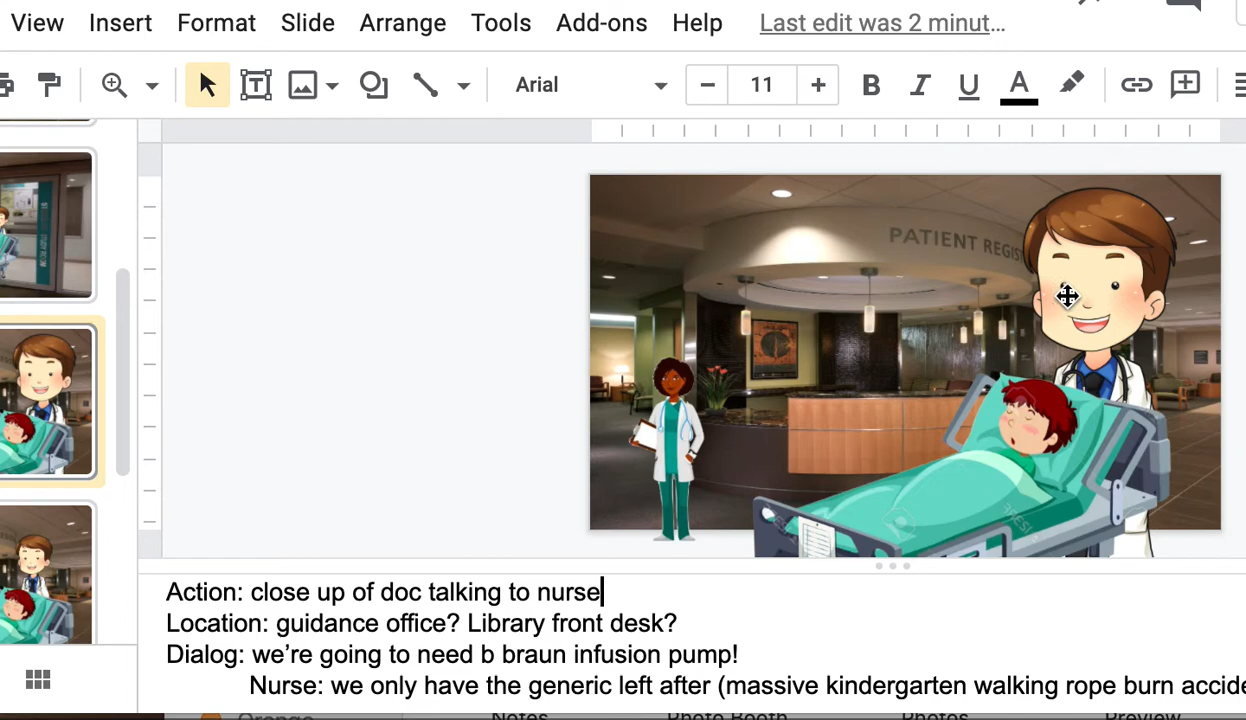 View Insert Format Slide Arrange Tools Add-ons Help Last edit was 2 minut…
Arial 11 B I U A
PATIENT REGIS
Action: close up of doc talking to nurse
Location: guidance office? Library front desk?
Dialog: we’re going to need b braun infusion pump!
Nurse: we only have the generic left after (massive kindergarten walking rope burn accide
Orange Notes Photo Booth Photos Preview